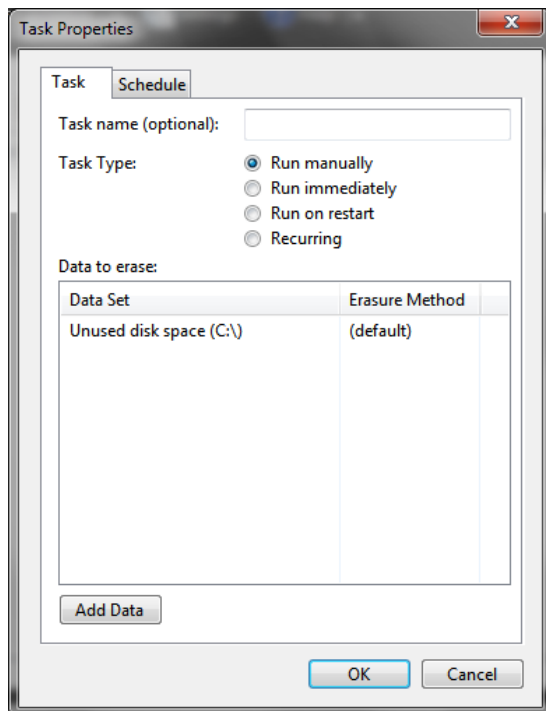 Task Properties
Task Schedule
Task name (optional):
Task Type: Run manually
Run immediately
Run on restart
Recurring
Data to erase:
Data Set Erasure Method
Unused disk space (C:\) (default)
Add Data
OK Cancel